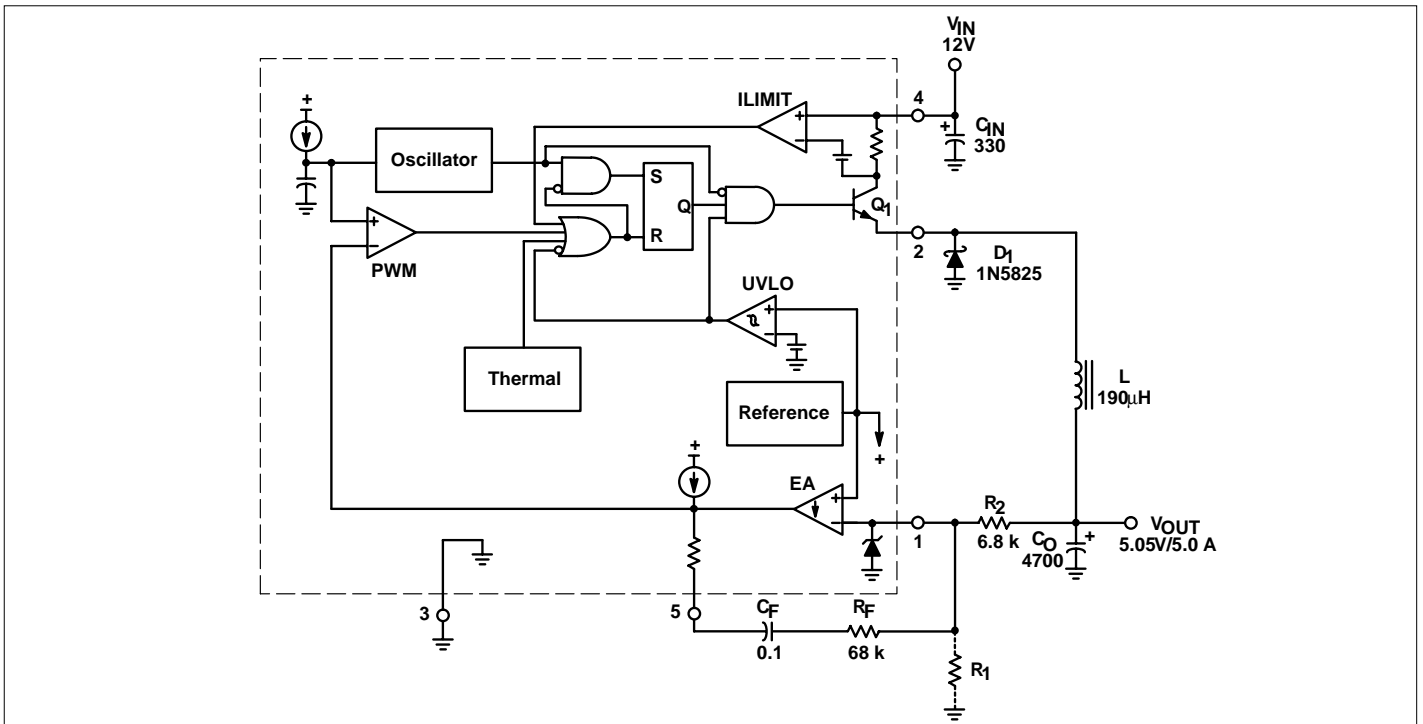 VIN
12V
ILIMIT
4
+
CIN
330
+
+
-
Oscillator
S
Q
R
Q1
+
-
PWM
2
D1
1N5825
UVLO
+
-
Thermal
L
190µH
Reference
+
+
EA
+
-
1
R2
6.8 k
CO
4700
+
VOUT
5.05V/5.0 A
3
5
CF
0.1
RF
68 k
R1